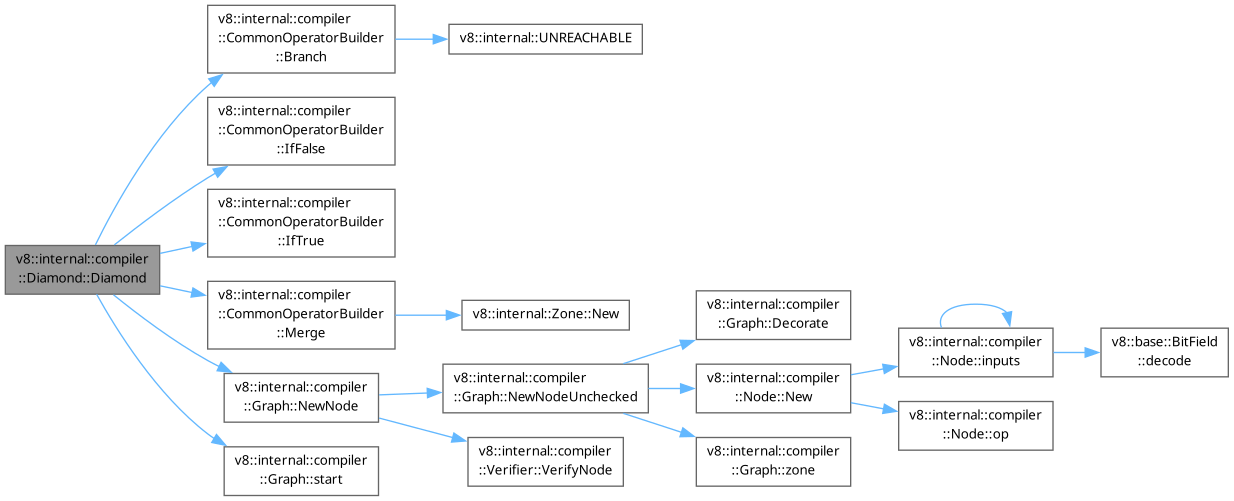 v8::internal::compiler
::Diamond::Diamond
v8::internal::compiler
::CommonOperatorBuilder
::Branch
v8::internal::UNREACHABLE
v8::internal::compiler
::CommonOperatorBuilder
::IfFalse
v8::internal::compiler
::CommonOperatorBuilder
::IfTrue
v8::internal::compiler
::CommonOperatorBuilder
::Merge
v8::internal::Zone::New
v8::internal::compiler
::Graph::NewNode
v8::internal::compiler
::Graph::start
v8::internal::compiler
::Graph::NewNodeUnchecked
v8::internal::compiler
::Verifier::VerifyNode
v8::internal::compiler
::Graph::Decorate
v8::internal::compiler
::Node::New
v8::internal::compiler
::Graph::zone
v8::internal::compiler
::Node::inputs
v8::internal::compiler
::Node::op
v8::base::BitField
::decode